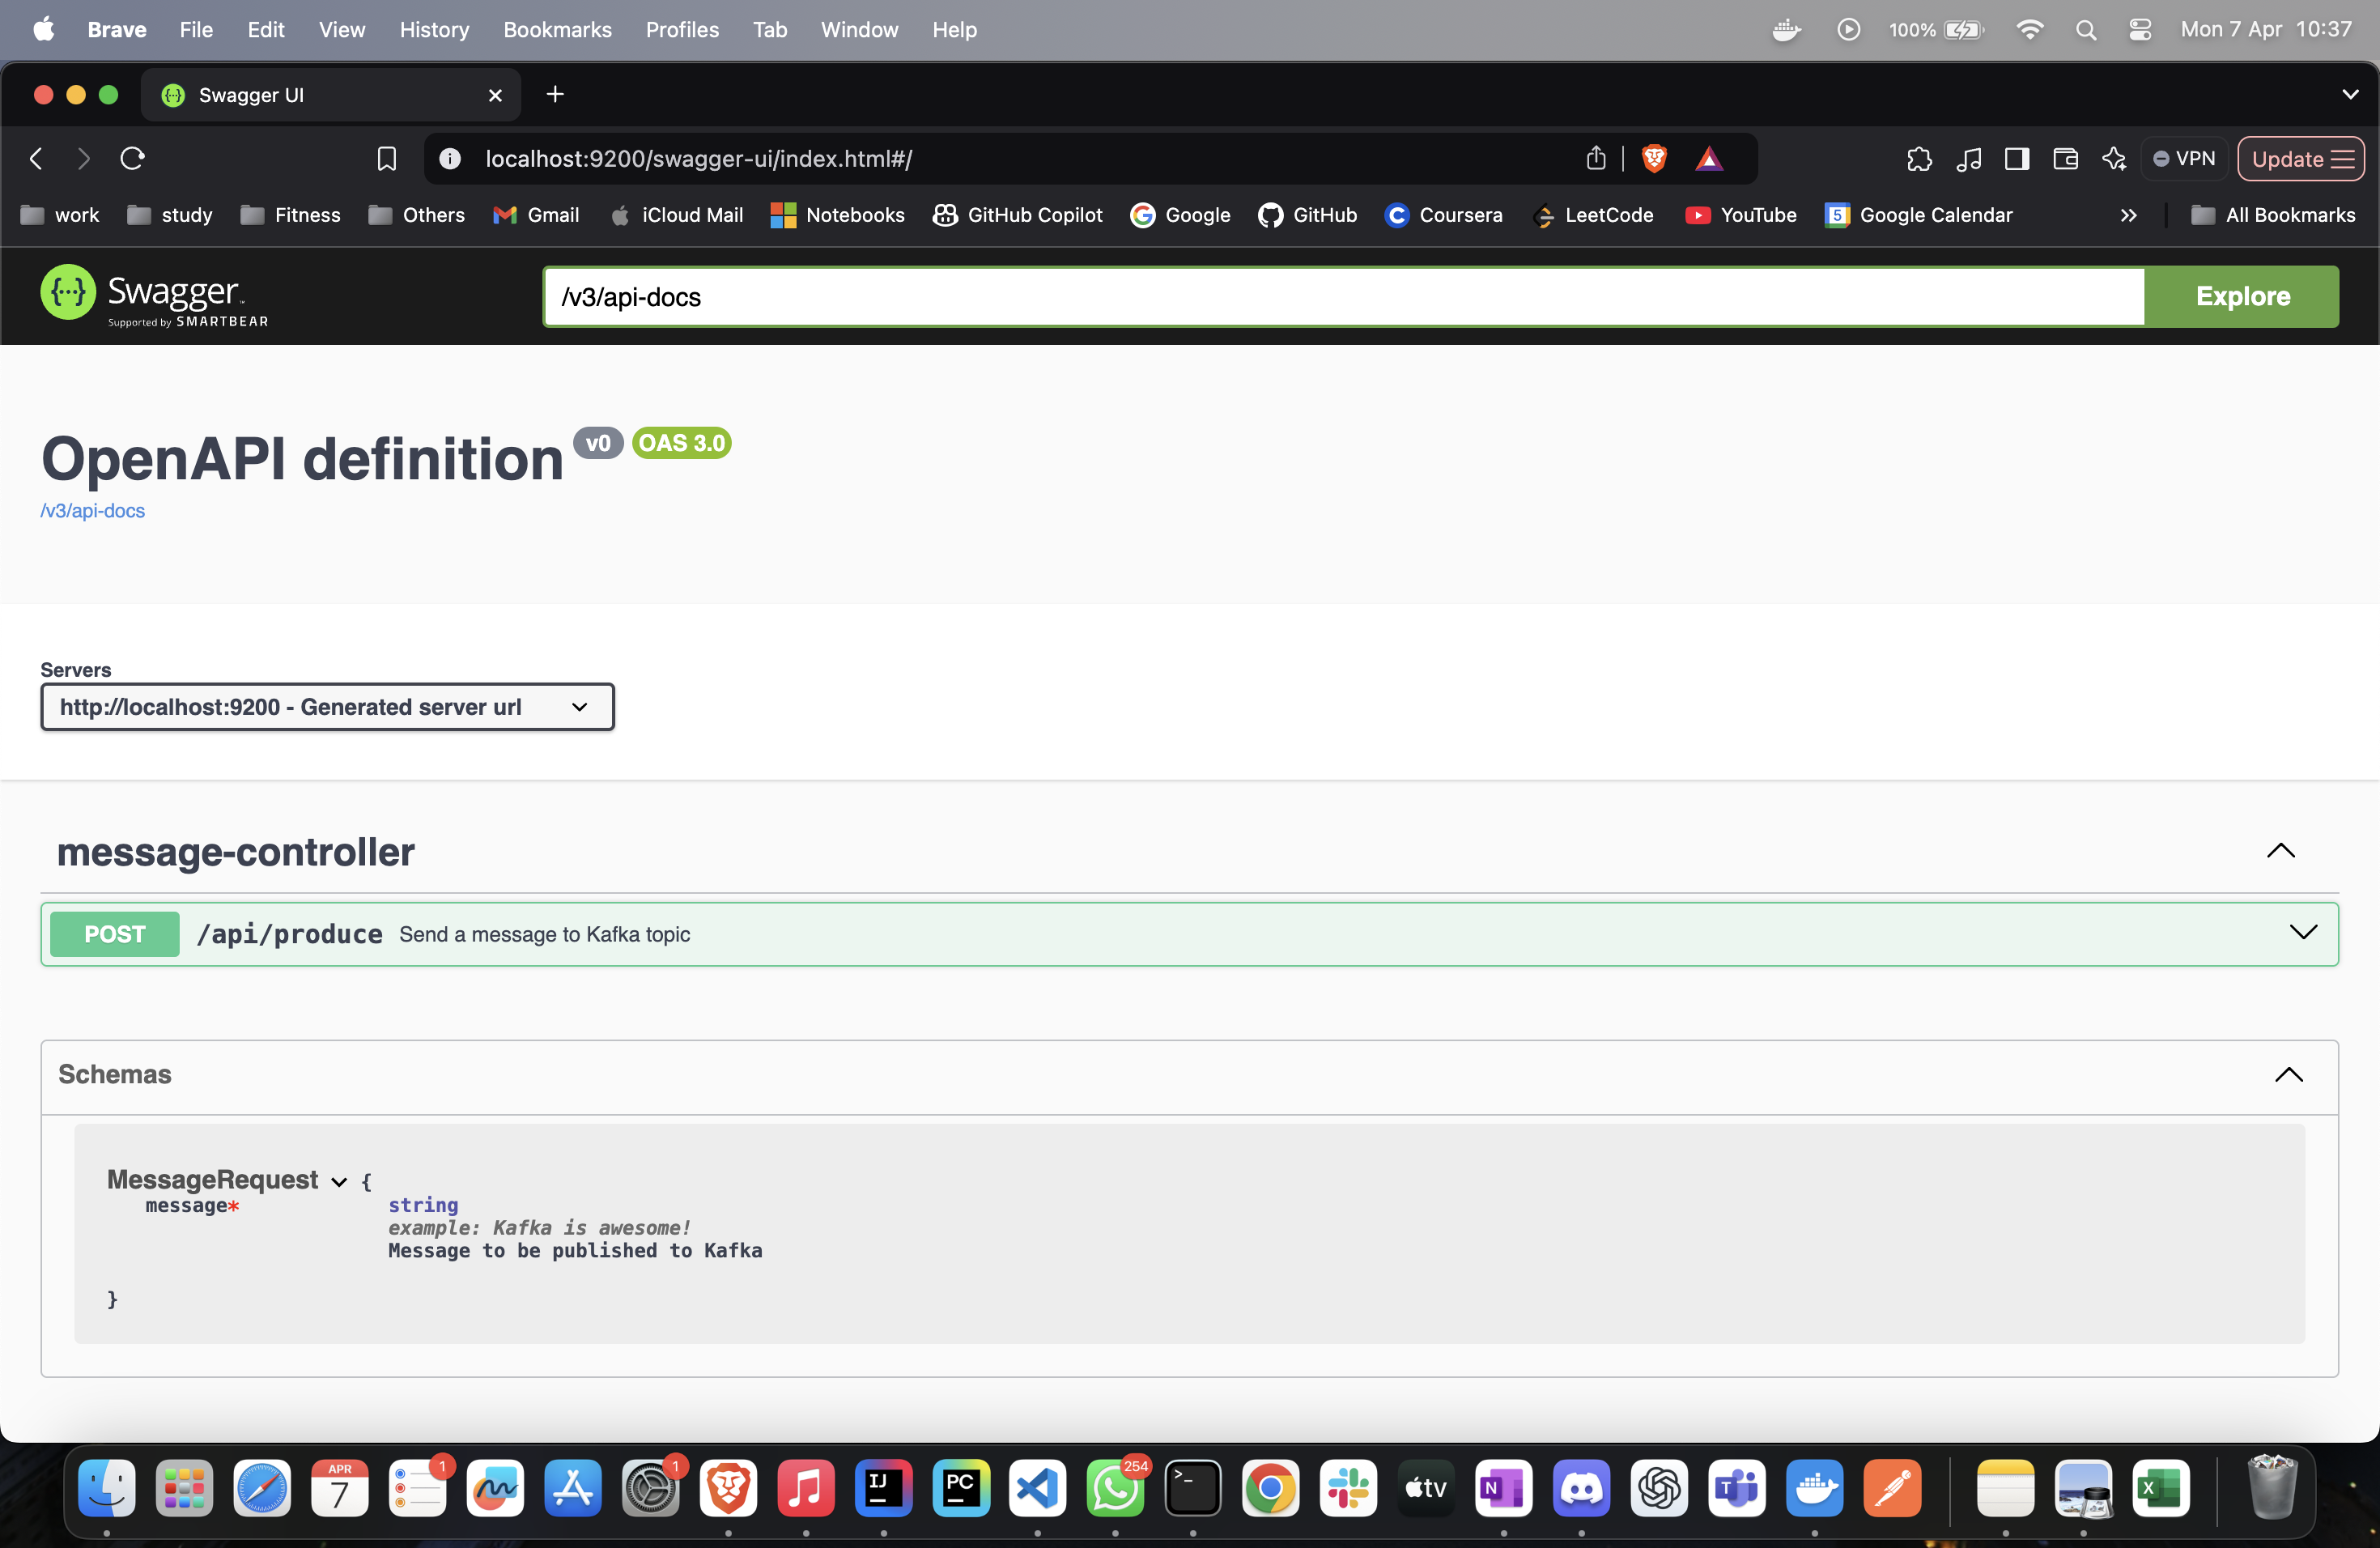 Brave File Edit View History Bookmarks Profiles Tab Window Help 100% Mon 7 Apr 10:37
Swagger UI
localhost:9200/swagger-ui/index.html#/ VPN Update
work study Fitness Others Gmail iCloud Mail Notebooks GitHub Copilot Google GitHub Coursera LeetCode YouTube 5 Google Calendar All Bookmarks
Swagger
Supported by SMARTBEAR
/v3/api-docs
Explore
OpenAPI definition v0 OAS 3.0
/v3/api-docs
Servers
http://localhost:9200 - Generated server url
message-controller
POST /api/produce Send a message to Kafka topic
Schemas
MessageRequest {
message* string
example: Kafka is awesome!
Message to be published to Kafka
}
APR 1 1 254
7 IJ PC >_ tv N T X